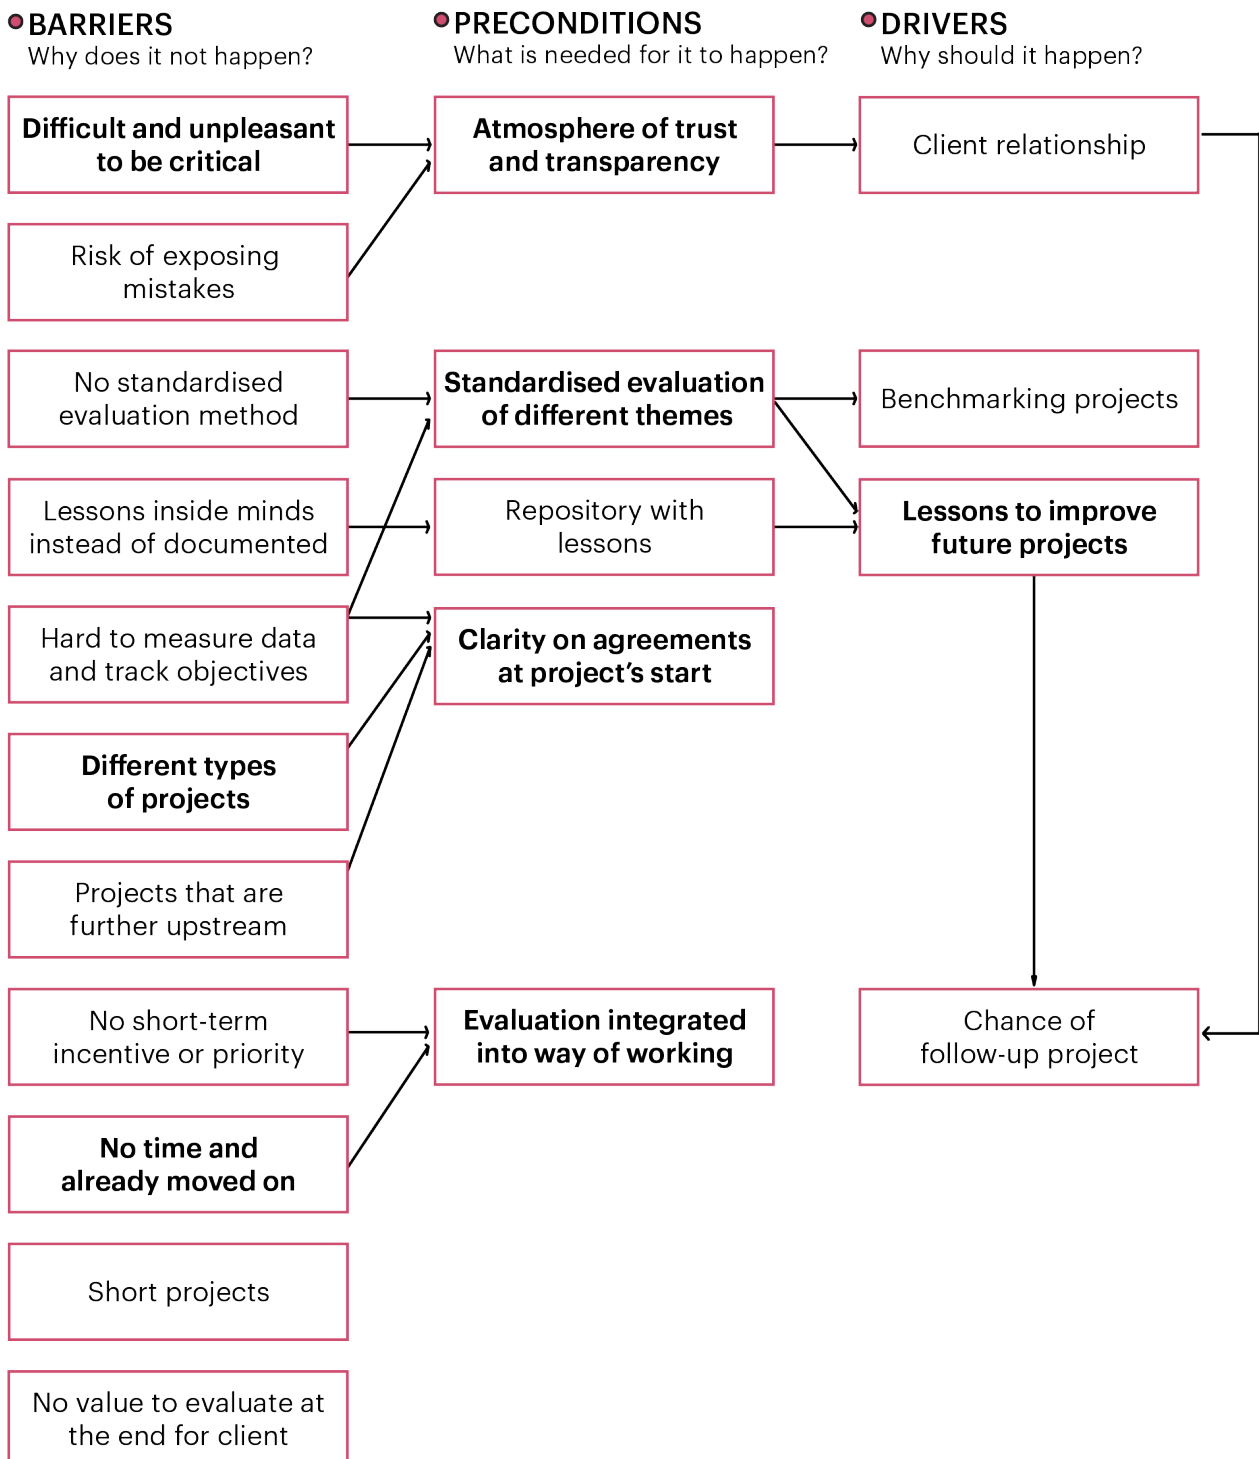 BARRIERS
Why does it not happen?
Difficult and unpleasant
to be critical
Risk of exposing
mistakes
No standardised
evaluation method
Lessons inside minds
instead of documented
Hard to measure data
and track objectives
Different types
of projects
Projects that are
further upstream
No short-term
incentive or priority
No time and
already moved on
Short projects
No value to evaluate at
the end for client
PRECONDITIONS
What is needed for it to happen?
Atmosphere of trust
and transparency
Standardised evaluation
of different themes
Repository with
lessons
Clarity on agreements
at project’s start
Evaluation integrated
into way of working
DRIVERS
Why should it happen?
Client relationship
Benchmarking projects
Lessons to improve
future projects
Chance of
follow-up project